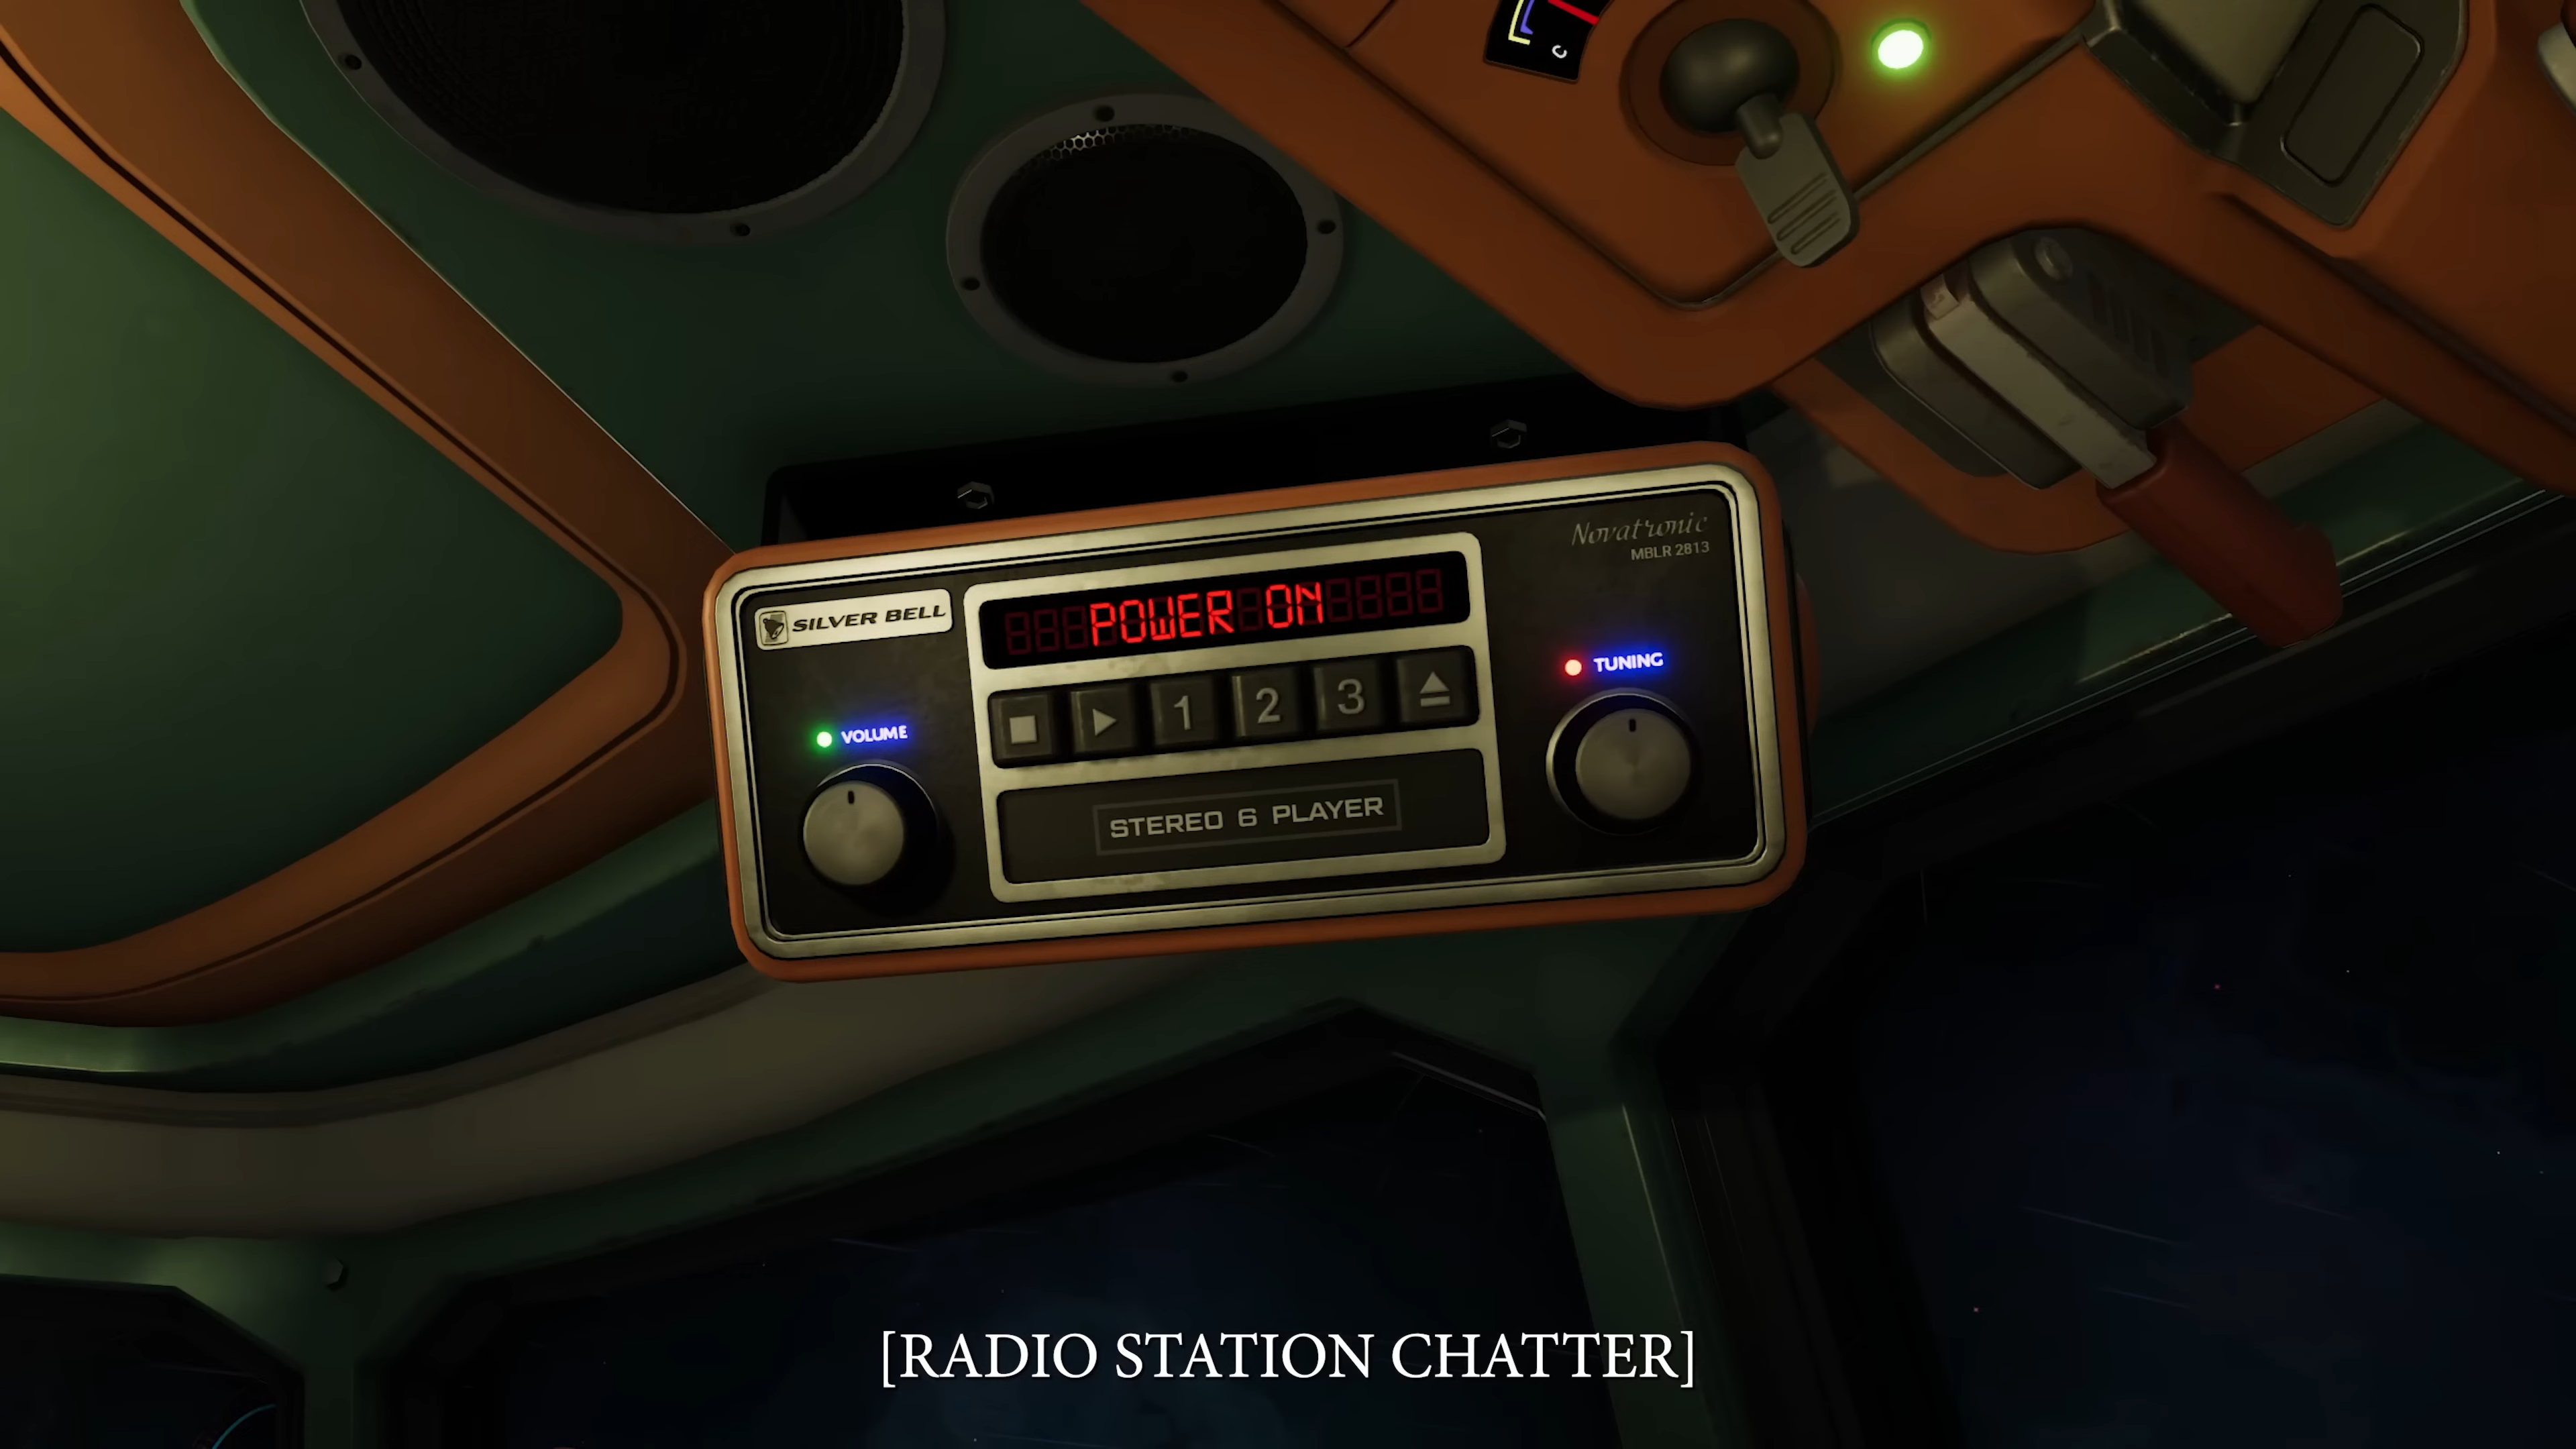 C
Novatronic
MBLR 2813
SILVER BELL
POWER ON
TUNING
VOLUME
1 2 3
STEREO 6 PLAYER
[RADIO STATION CHATTER]